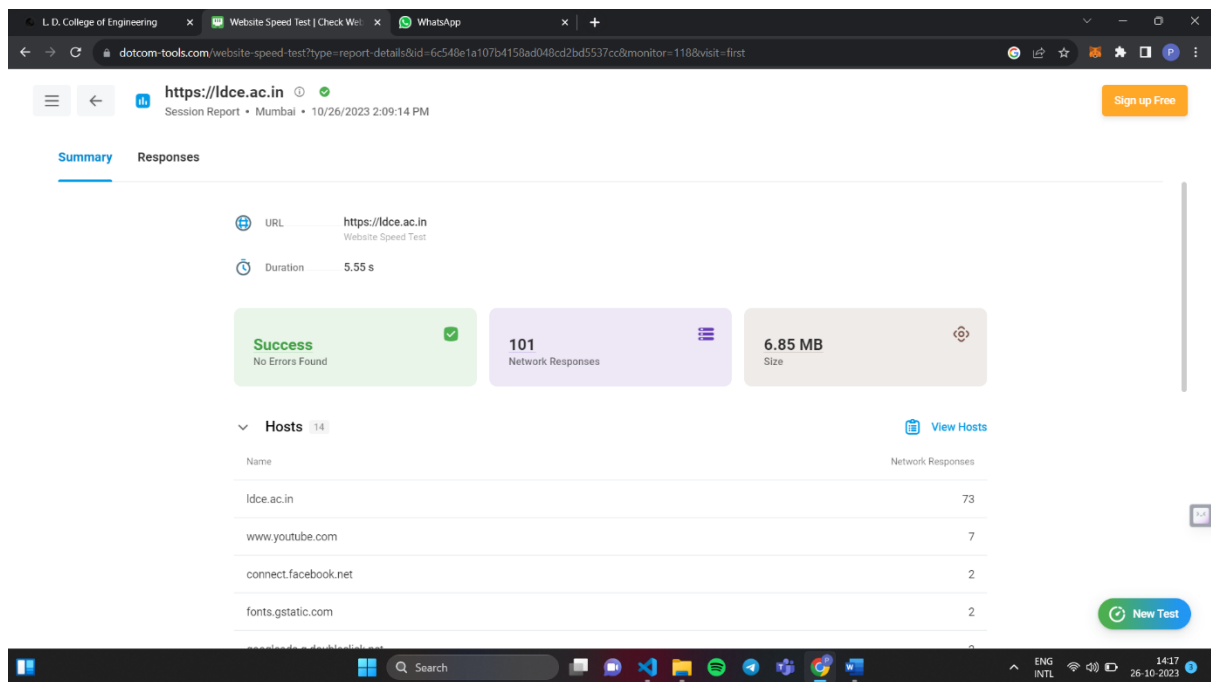 L. D. College of Engineering
Website Speed Test | Check Web
WhatsApp
dotcom-tools.com/website-speed-test?type=report-details&id=6c548e1a107b4158ad048cd2bd5537cc&monitor=118&visit=first
P
https://ldce.ac.in
Session Report • Mumbai • 10/26/2023 2:09:14 PM
Sign up Free
Summary
Responses
URL
https://ldce.ac.in
Website Speed Test
Duration
5.55 s
Success
No Errors Found
101
Network Responses
6.85 MB
Size
Hosts 14
View Hosts
Name
Network Responses
ldce.ac.in
73
www.youtube.com
7
connect.facebook.net
2
fonts.gstatic.com
2
New Test
Search
ENG
INTL
14:17
26-10-2023
3